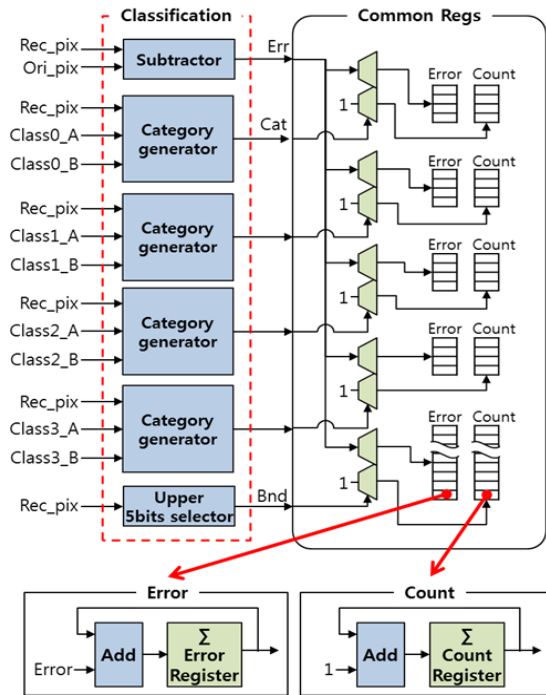 Classification
Common Regs
Rec_pix
Ori_pix
Subtractor
Err
Error
Count
1
Rec_pix
Class0_A
Class0_B
Category
generator
Cat
Rec_pix
Class1_A
Class1_B
Category
generator
Error
Count
1
Rec_pix
Class2_A
Class2_B
Category
generator
Error
Count
1
Rec_pix
Class3_A
Class3_B
Category
generator
Error
Count
1
Rec_pix
Upper
5bits selector
Bnd
Error
Count
1
Error
Error
Add
Σ
Error
Register
Count
1
Add
Σ
Count
Register